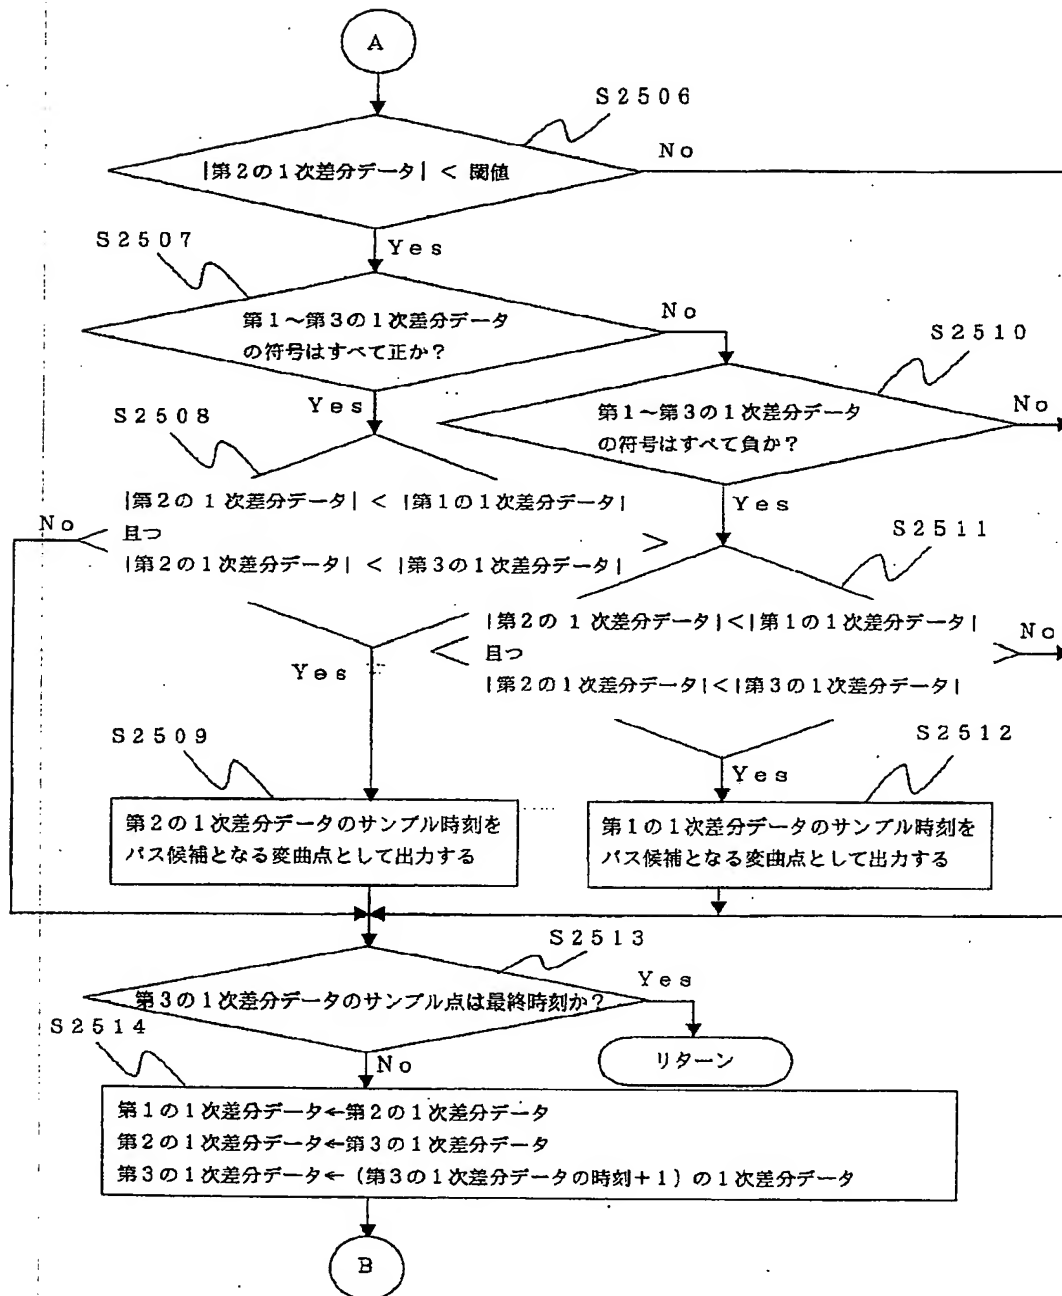 A
S2506
|第2の1次差分データ| < 閾値
No
Yes
S2507
第1～第3の1次差分データ
の符号はすべて正か?
No
S2510
Yes
S2508
第1～第3の1次差分データ
の符号はすべて負か?
No
|第2の1次差分データ| < |第1の1次差分データ|
且つ
|第2の1次差分データ| < |第3の1次差分データ|
No
Yes
S2511
|第2の1次差分データ|<|第1の1次差分データ|
且つ
|第2の1次差分データ|<|第3の1次差分データ|
No
Yes
S2509
S2512
Yes
第2の1次差分データのサンプル時刻を
パス候補となる変曲点として出力する
第1の1次差分データのサンプル時刻を
パス候補となる変曲点として出力する
S2513
第3の1次差分データのサンプル点は最終時刻か?
Yes
S2514
リターン
No
第1の1次差分データ←第2の1次差分データ
第2の1次差分データ←第3の1次差分データ
第3の1次差分データ←(第3の1次差分データの時刻+1)の1次差分データ
B